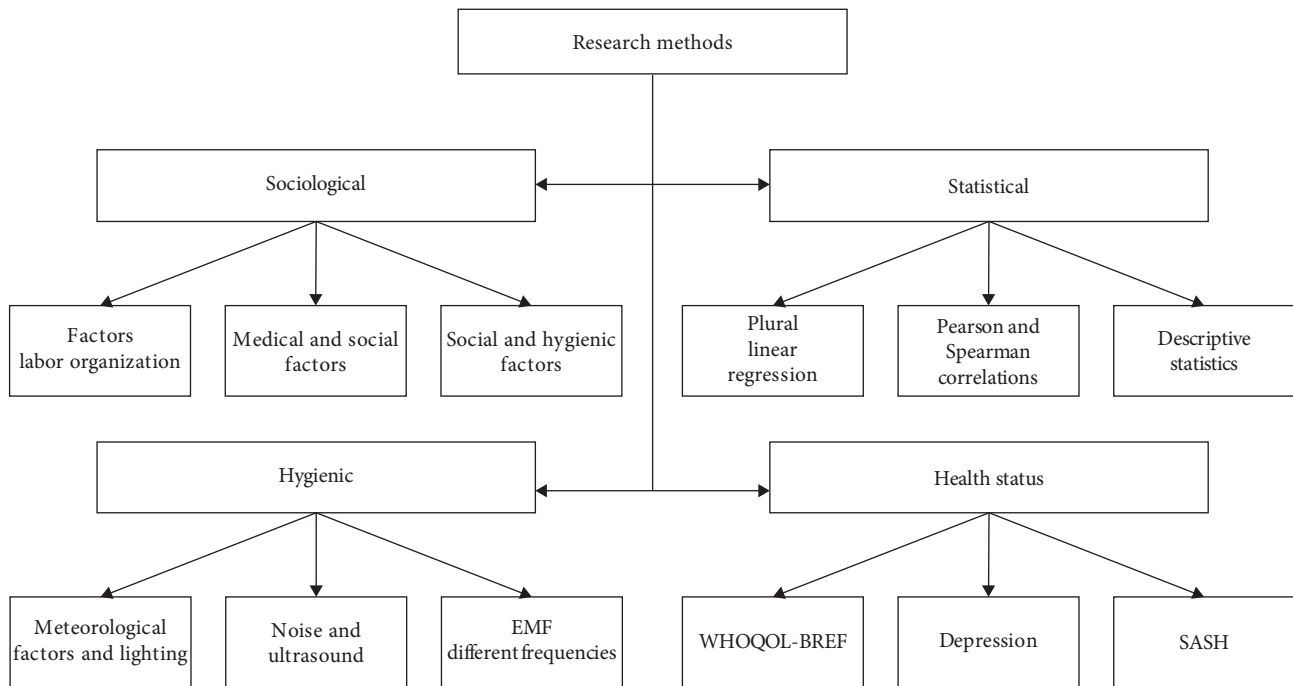 Research methods
Sociological
Statistical
Factors
labor organization
Medical and social
factors
Social and hygienic
factors
Plural
linear
regression
Pearson and
Spearman
correlations
Descriptive
statistics
Hygienic
Health status
Meteorological
factors and lighting
Noise and
ultrasound
EMF
different frequencies
WHOQOL-BREF
Depression
SASH